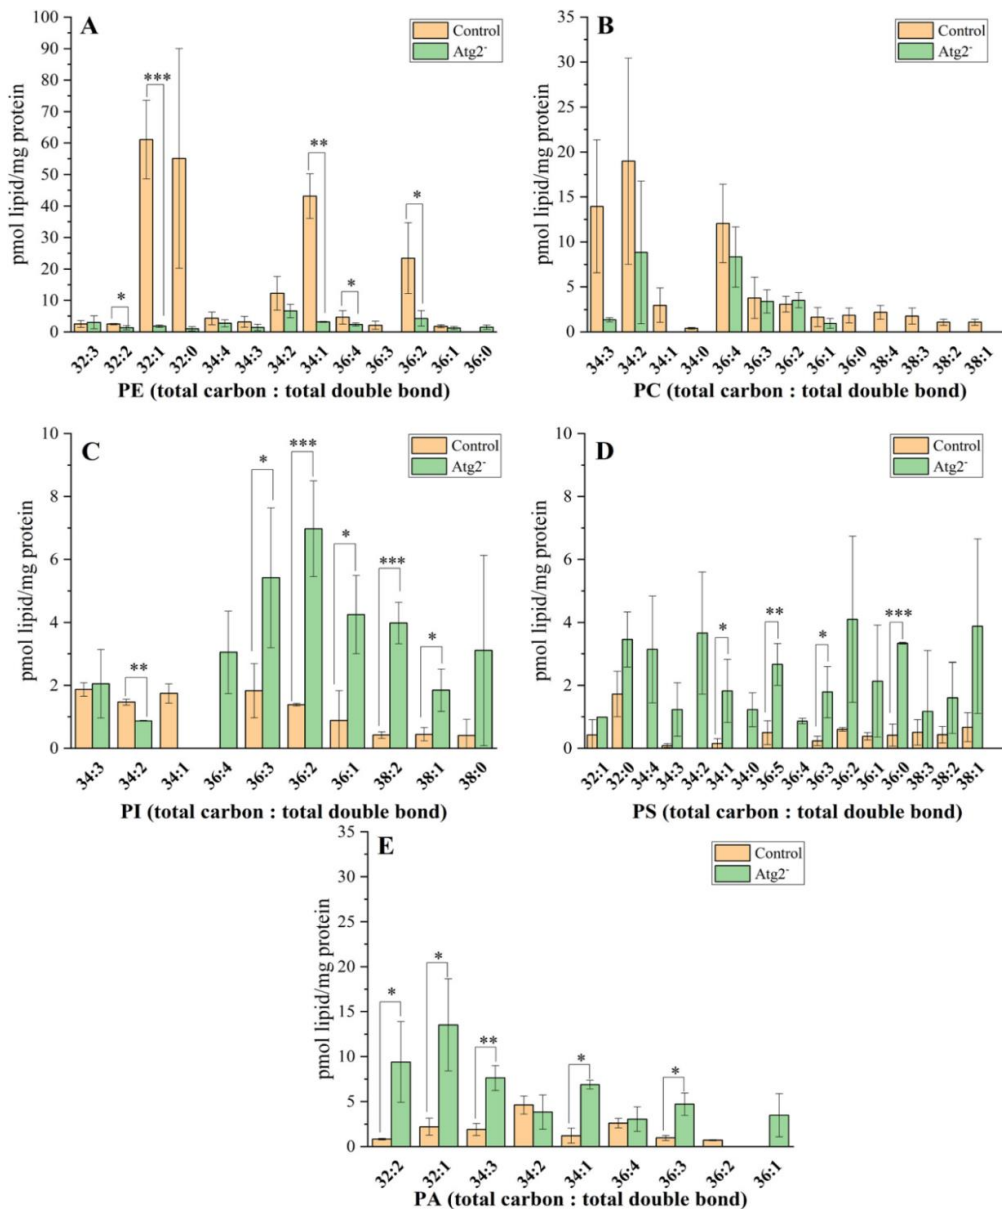 A
Control
Atg2⁻
pmol lipid/mg protein
100
90
80
70
60
50
40
30
20
10
0
*
***
**
*
*
32:3 32:2 32:1 32:0 34:4 34:3 34:2 34:1 36:4 36:3 36:2 36:1 36:0
PE (total carbon : total double bond)
B
Control
Atg2⁻
pmol lipid/mg protein
35
30
25
20
15
10
5
0
34:3 34:2 34:1 34:0 36:4 36:3 36:2 36:1 36:0 38:4 38:3 38:2 38:1
PC (total carbon : total double bond)
C
Control
Atg2⁻
pmol lipid/mg protein
10
8
6
4
2
0
**
*
***
*
***
*
34:3 34:2 34:1 36:4 36:3 36:2 36:1 38:2 38:1 38:0
PI (total carbon : total double bond)
D
Control
Atg2⁻
pmol lipid/mg protein
10
8
6
4
2
0
*
**
*
***
32:1 32:0 34:4 34:3 34:2 34:1 34:0 36:5 36:4 36:3 36:2 36:1 36:0 38:3 38:2 38:1
PS (total carbon : total double bond)
E
Control
Atg2⁻
pmol lipid/mg protein
35
30
25
20
15
10
5
0
*
*
**
*
*
32:2 32:1 34:3 34:2 34:1 36:4 36:3 36:2 36:1
PA (total carbon : total double bond)